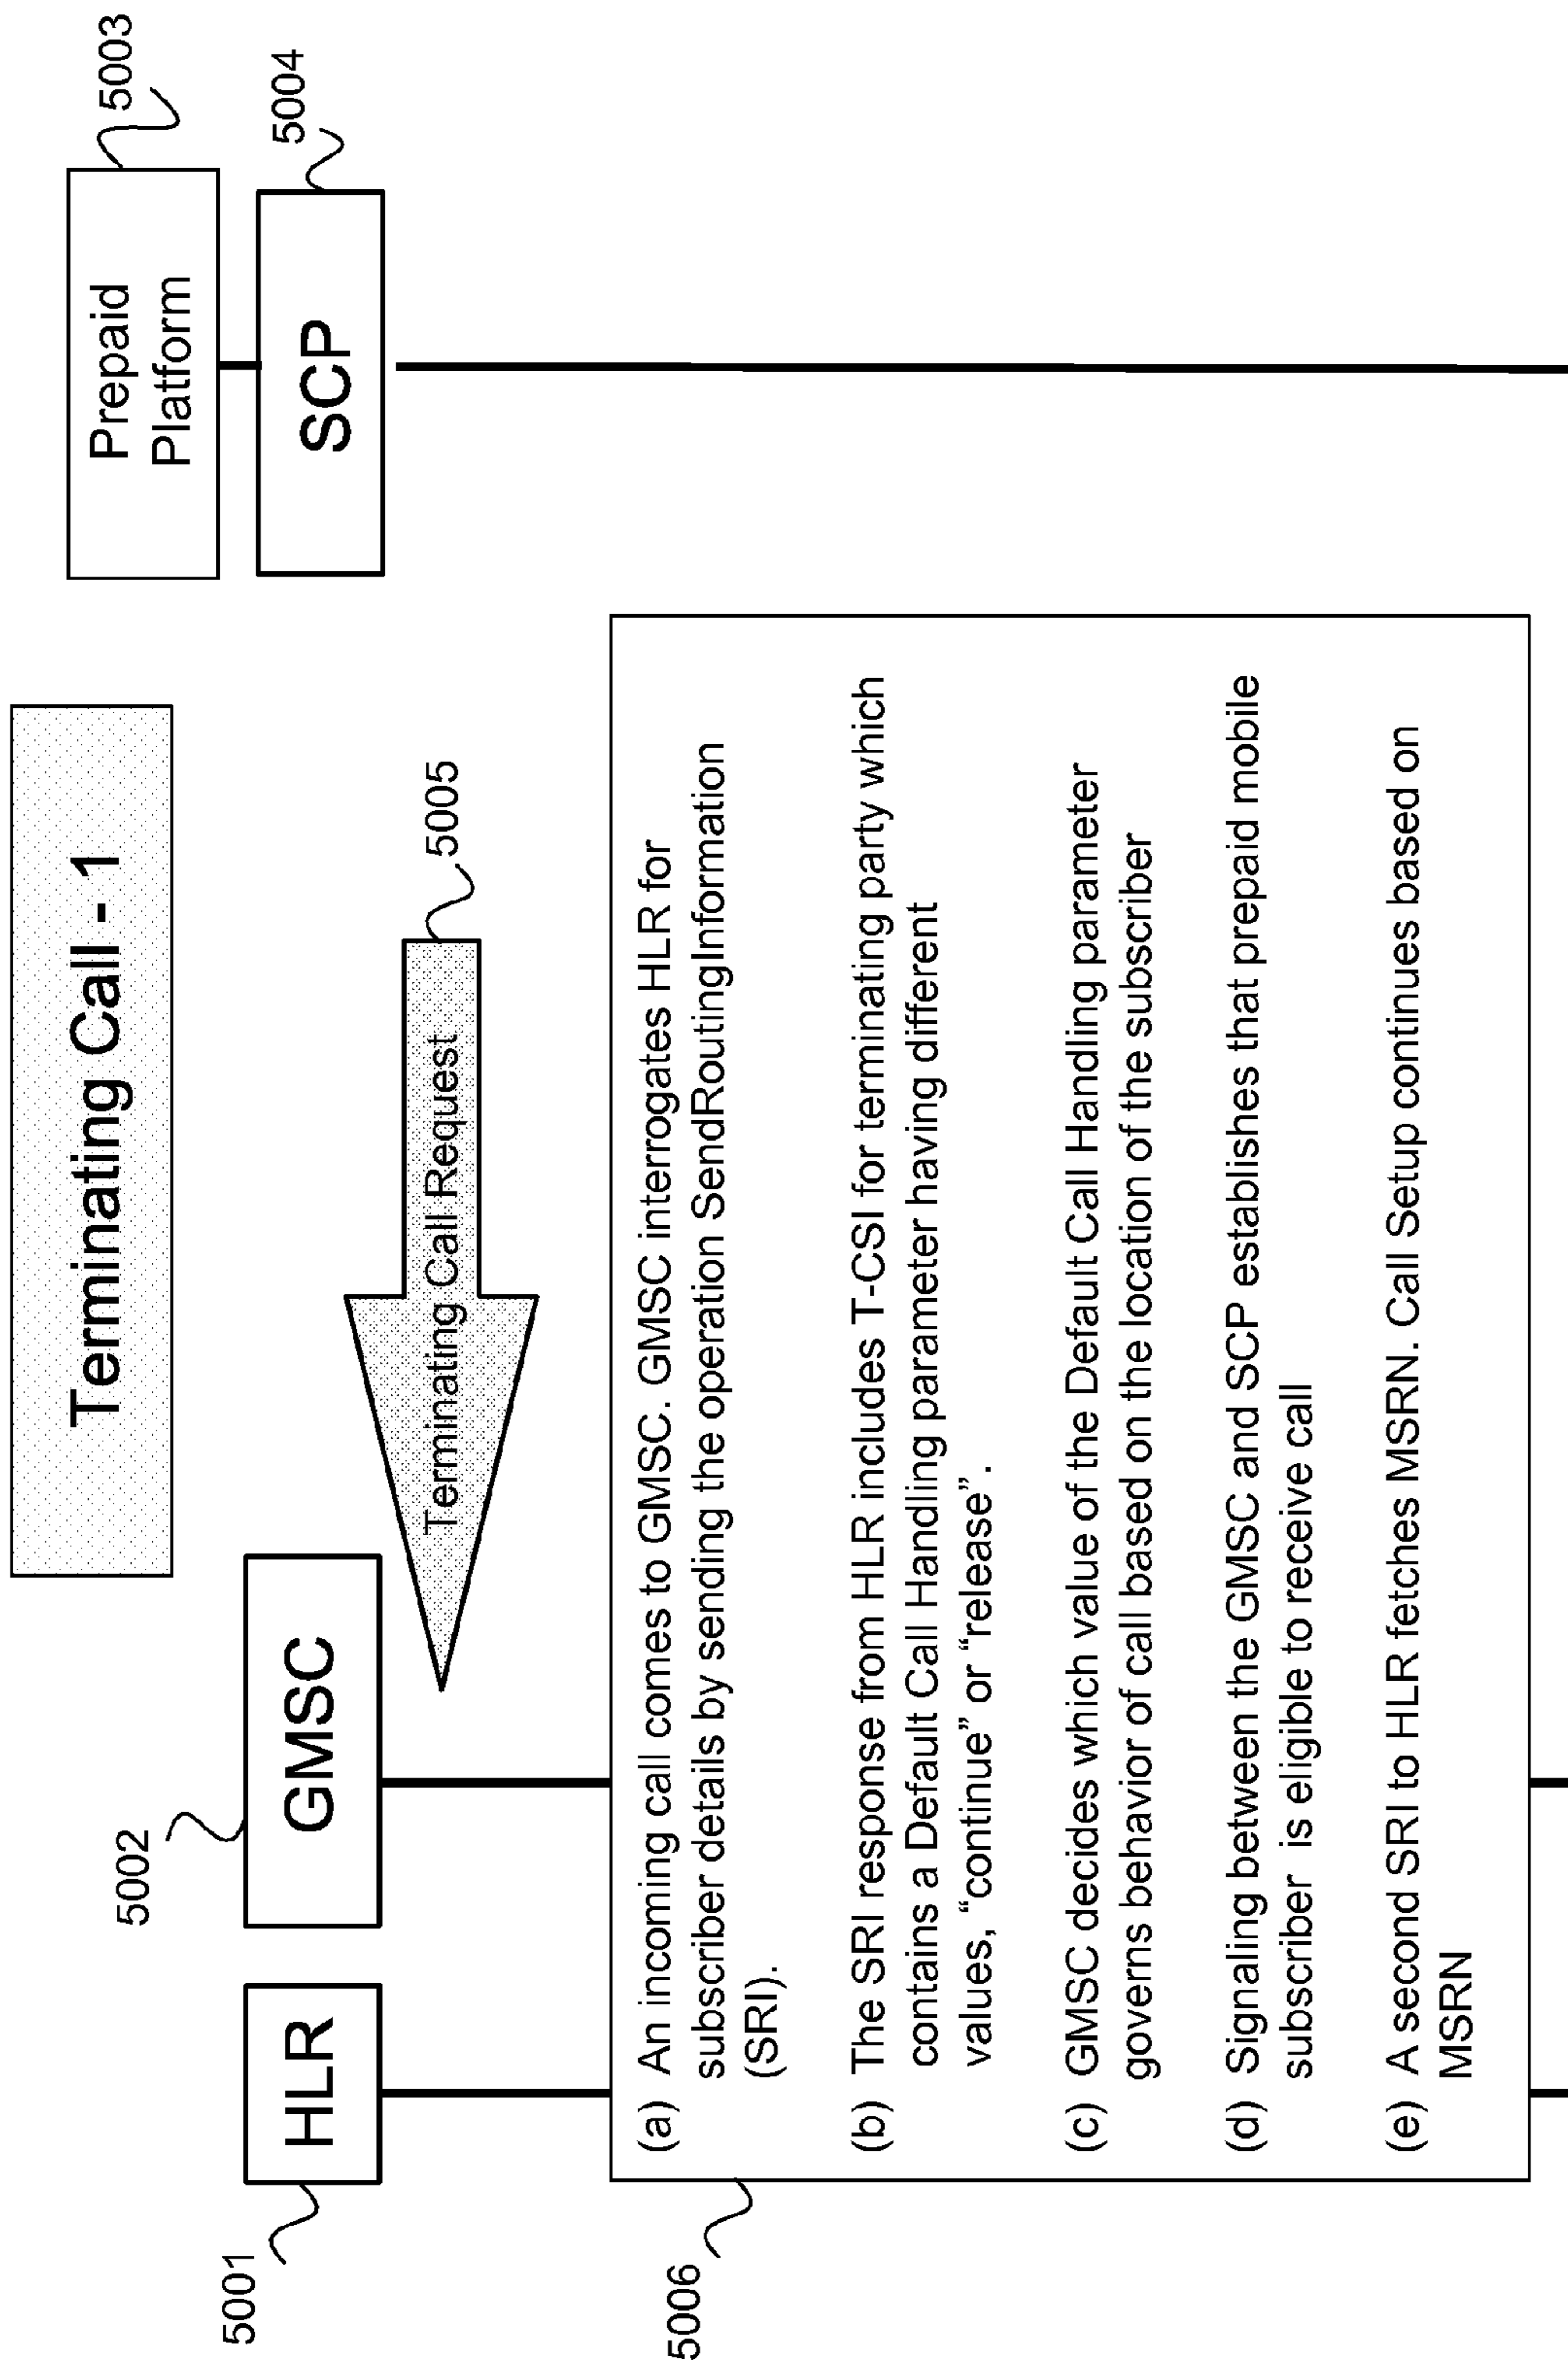 Terminating Call - 1
5003
Prepaid
Platform
5004
SCP
5002
GMSC
5001
HLR
5005
Terminating Call Request
5006
(a) An incoming call comes to GMSC. GMSC interrogates HLR for
subscriber details by sending the operation SendRoutingInformation
(SRI).
(b) The SRI response from HLR includes T-CSI for terminating party which
contains a Default Call Handling parameter having different
values, “continue” or “release”.
(c) GMSC decides which value of the Default Call Handling parameter
governs behavior of call based on the location of the subscriber
(d) Signaling between the GMSC and SCP establishes that prepaid mobile
subscriber is eligible to receive call
(e) A second SRI to HLR fetches MSRN. Call Setup continues based on
MSRN